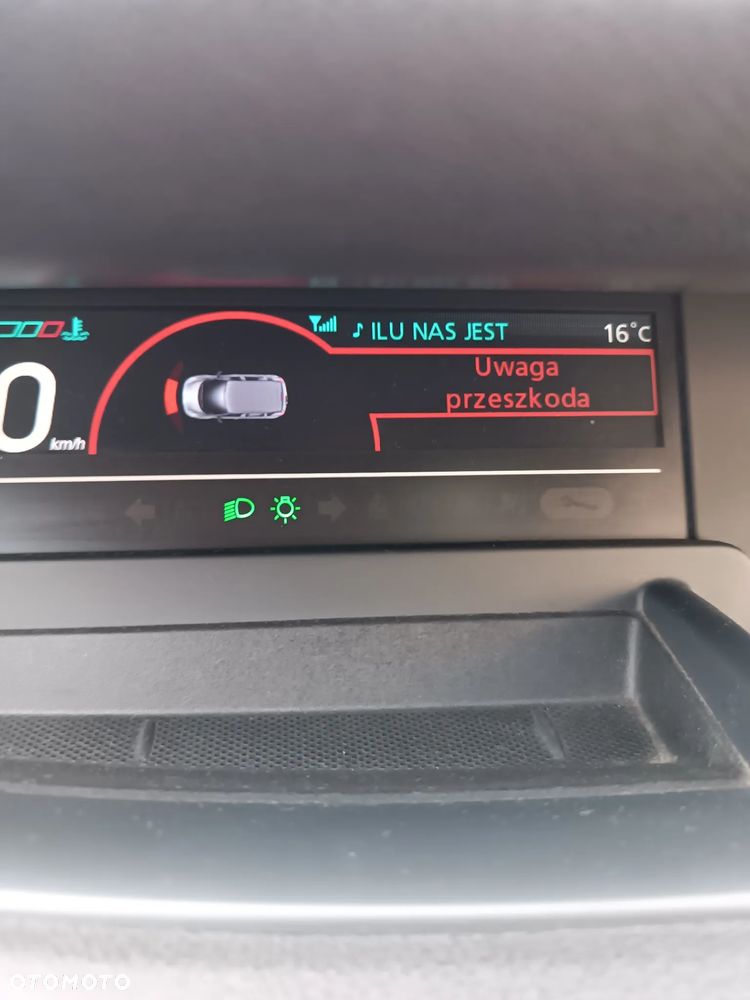 ILU NAS JEST
16°C
Uwaga
przeszkoda
0
km/h
OTOMOTO